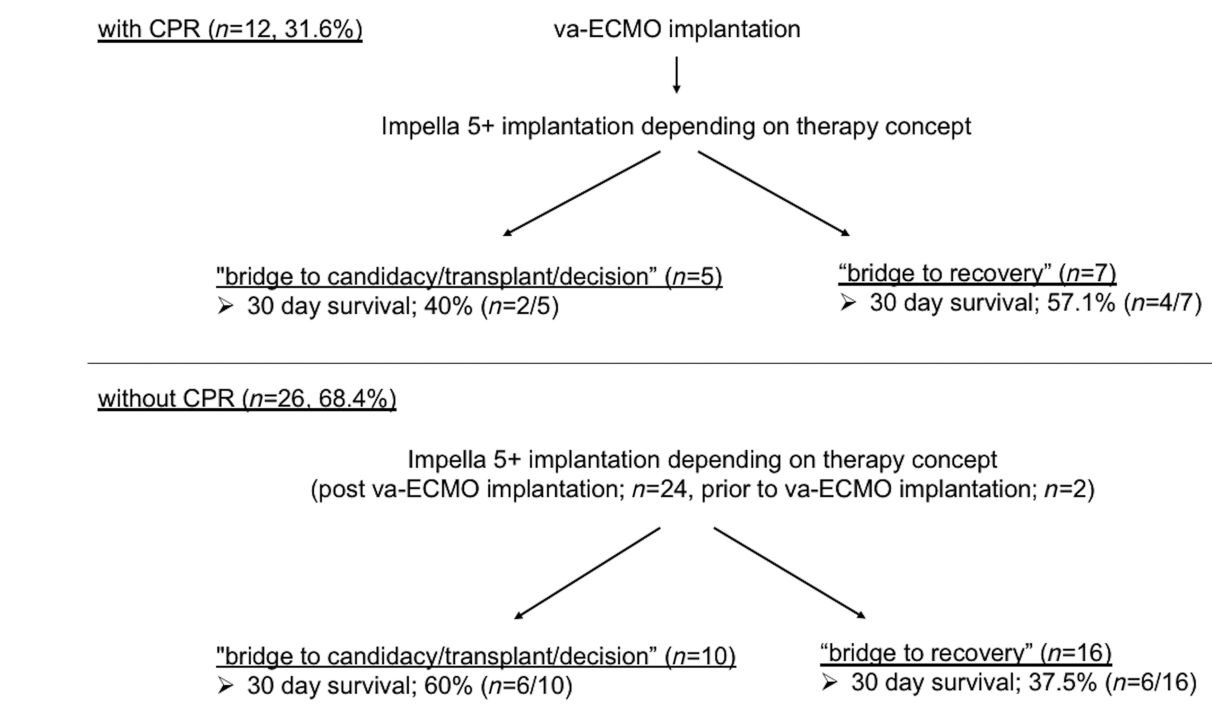 with CPR (n=12, 31.6%)
va-ECMO implantation
Impella 5+ implantation depending on therapy concept
"bridge to candidacy/transplant/decision” (n=5)
➢ 30 day survival; 40% (n=2/5)
“bridge to recovery” (n=7)
➢ 30 day survival; 57.1% (n=4/7)
without CPR (n=26, 68.4%)
Impella 5+ implantation depending on therapy concept
(post va-ECMO implantation; n=24, prior to va-ECMO implantation; n=2)
"bridge to candidacy/transplant/decision” (n=10)
➢ 30 day survival; 60% (n=6/10)
“bridge to recovery” (n=16)
➢ 30 day survival; 37.5% (n=6/16)